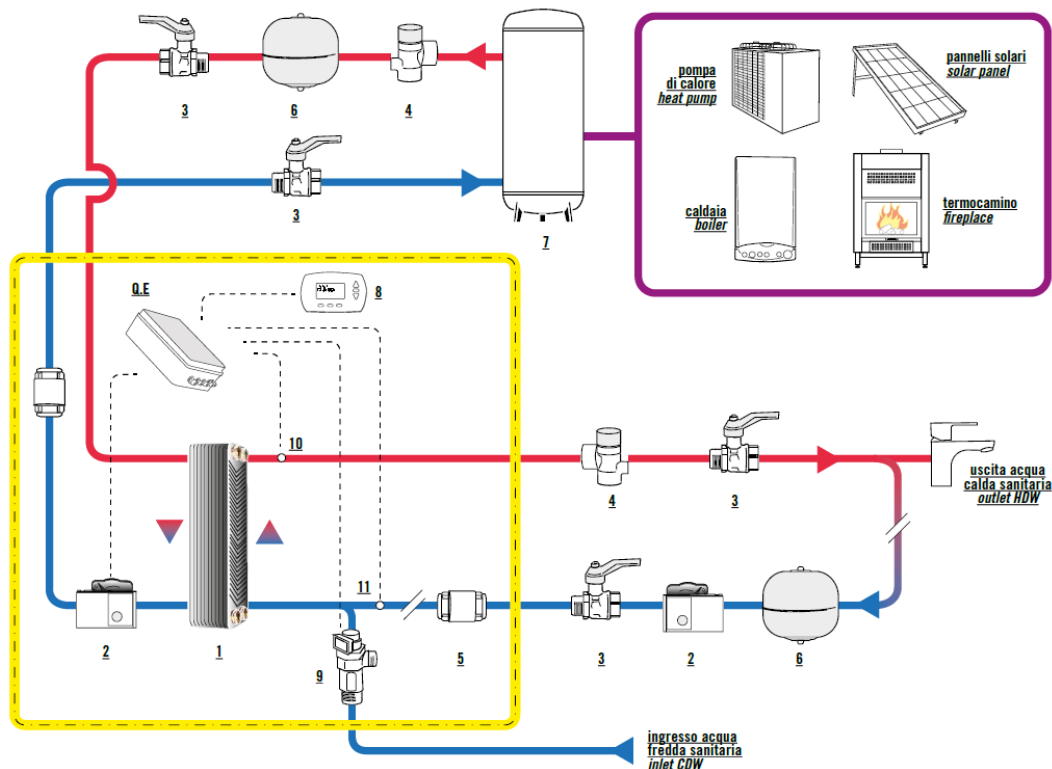 pompa
di calore
heat pump
pannelli solari
solar panel
3
6
4
3
7
caldaia
boiler
termocamino
fireplace
Q.E
8
10
4
3
uscita acqua
calda sanitaria
outlet HDW
11
2
1
9
5
3
2
6
ingresso acqua
fredda sanitaria
inlet CDW